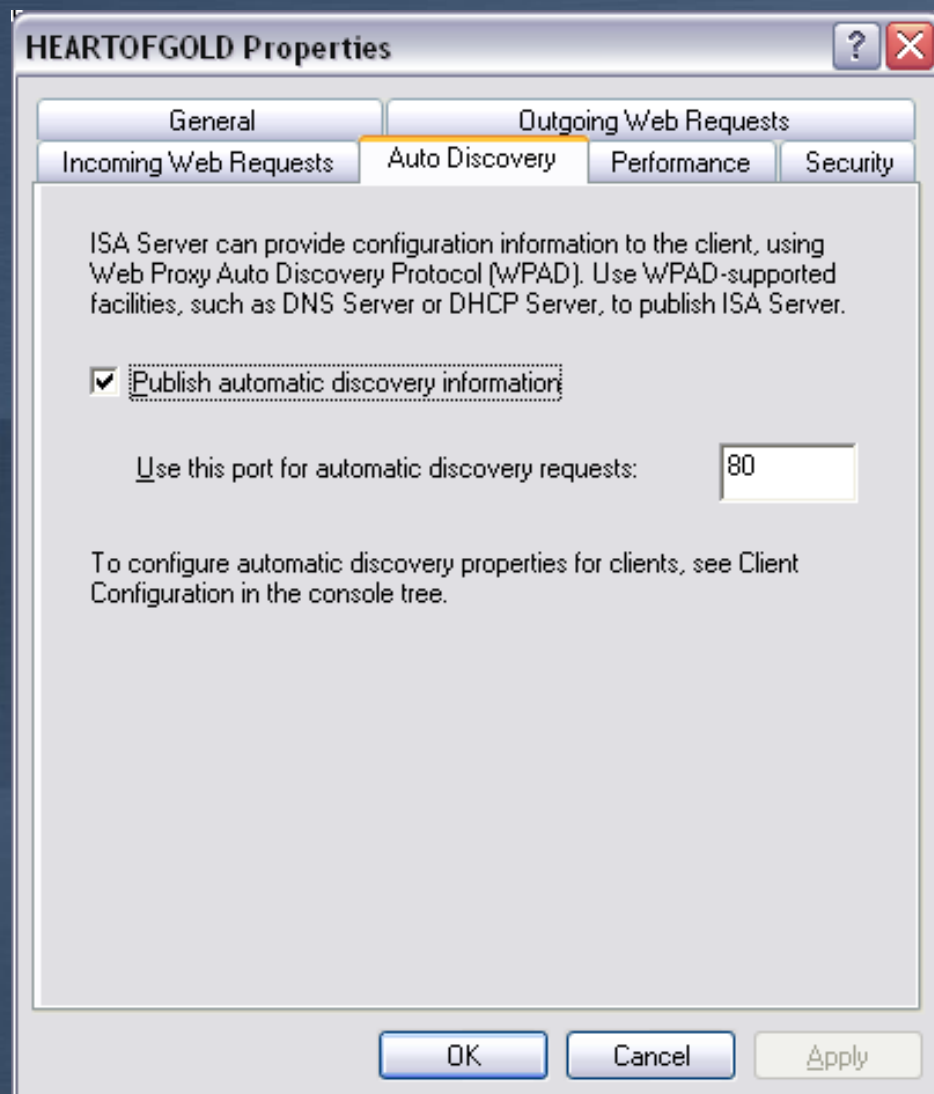 HEARTOFGOLD Properties
General
Outgoing Web Requests
Incoming Web Requests
Auto Discovery
Performance
Security
ISA Server can provide configuration information to the client, using
Web Proxy Auto Discovery Protocol (WPAD). Use WPAD-supported
facilities, such as DNS Server or DHCP Server, to publish ISA Server.
Publish automatic discovery information
Use this port for automatic discovery requests:
80
To configure automatic discovery properties for clients, see Client
Configuration in the console tree.
OK
Cancel
Apply